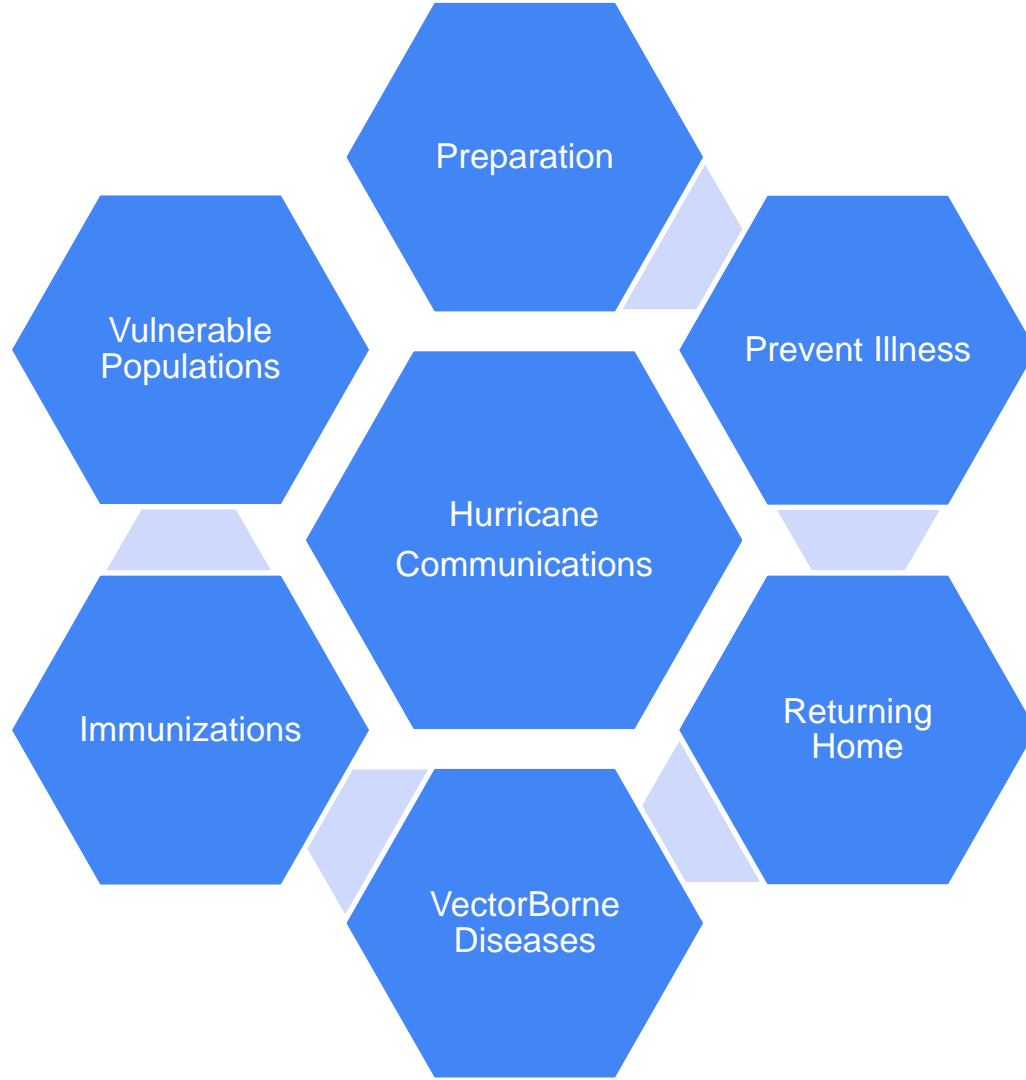 Preparation
Prevent Illness
Returning
Home
VectorBorne
Diseases
Immunizations
Vulnerable
Populations
Hurricane
Communications